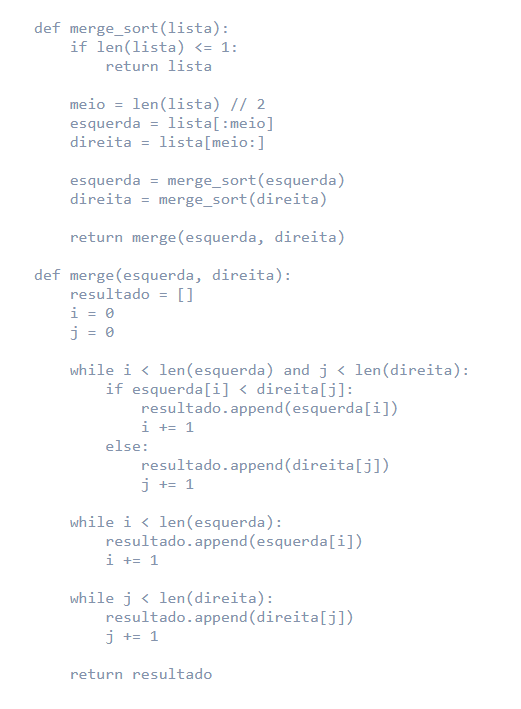 def merge_sort(lista):
    if len(lista) <= 1:
        return lista

    meio = len(lista) // 2
    esquerda = lista[:meio]
    direita = lista[meio:]

    esquerda = merge_sort(esquerda)
    direita = merge_sort(direita)

    return merge(esquerda, direita)

def merge(esquerda, direita):
    resultado = []
    i = 0
    j = 0

    while i < len(esquerda) and j < len(direita):
        if esquerda[i] < direita[j]:
            resultado.append(esquerda[i])
            i += 1
        else:
            resultado.append(direita[j])
            j += 1

    while i < len(esquerda):
        resultado.append(esquerda[i])
        i += 1

    while j < len(direita):
        resultado.append(direita[j])
        j += 1

    return resultado